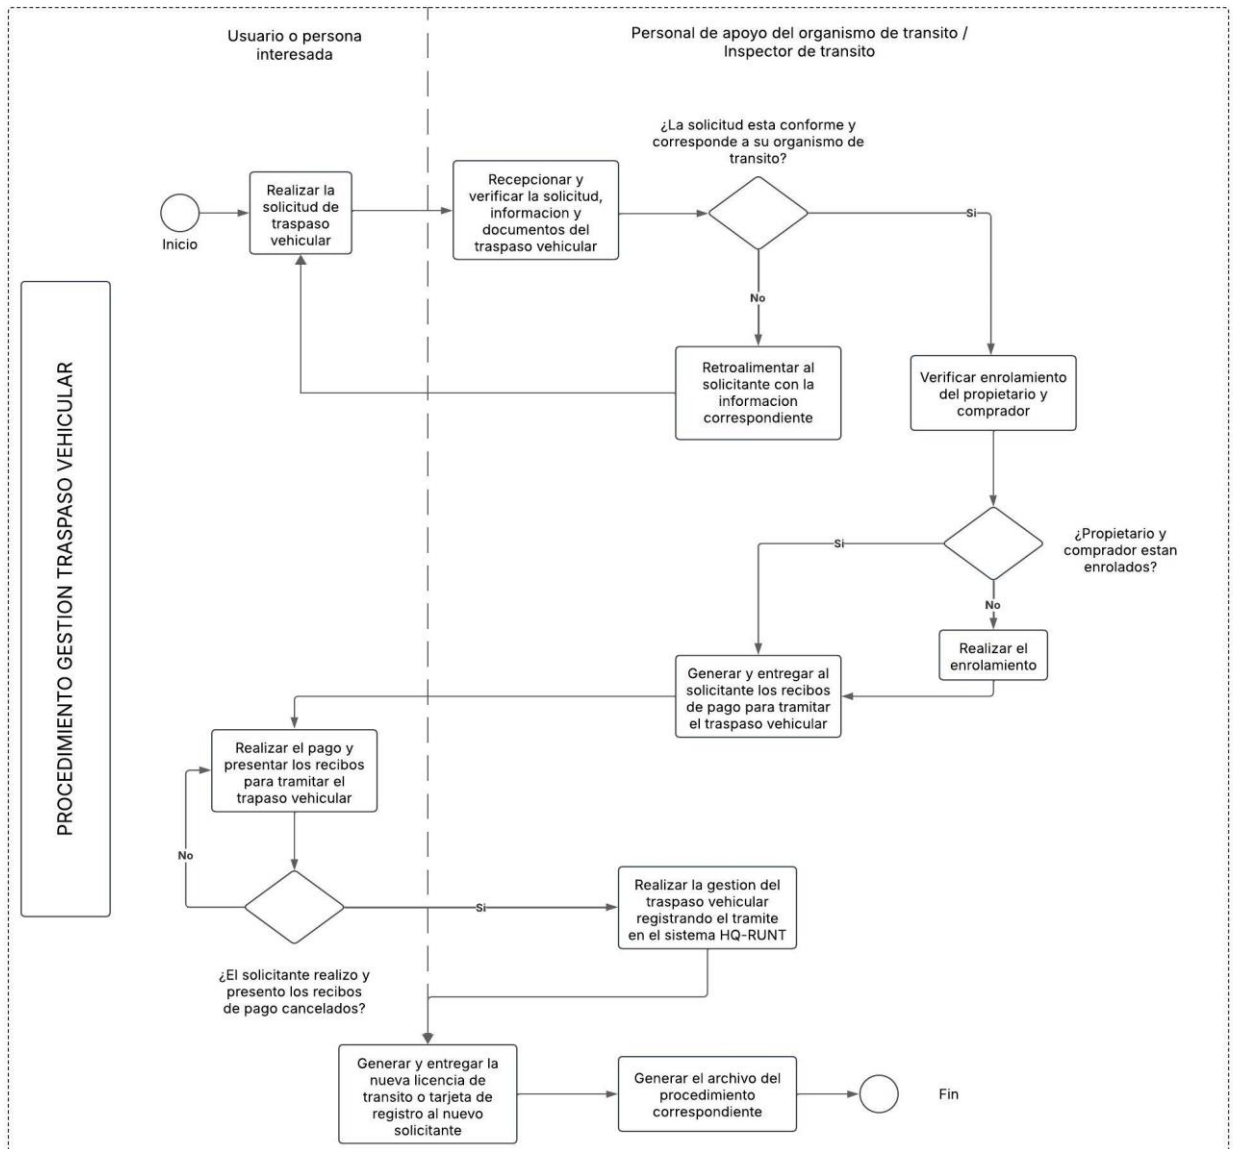 Usuario o persona
interesada
Personal de apoyo del organismo de transito /
Inspector de transito
¿La solicitud esta conforme y
corresponde a su organismo de
transito?
Inicio
Realizar la
solicitud de
traspaso
vehicular
Recepcionar y
verificar la solicitud,
informacion y
documentos del
traspaso vehicular
Si
No
Retroalimentar al
solicitante con la
informacion
correspondiente
Verificar enrolamiento
del propietario y
comprador
PROCEDIMIENTO GESTION TRASPASO VEHICULAR
Si
¿Propietario y
comprador estan
enrolados?
No
Realizar el
enrolamiento
Generar y entregar al
solicitante los recibos
de pago para tramitar
el traspaso vehicular
Realizar el pago y
presentar los recibos
para tramitar el
trapaso vehicular
No
Si
¿El solicitante realizo y
presento los recibos
de pago cancelados?
Realizar la gestion del
traspaso vehicular
registrando el tramite
en el sistema HQ-RUNT
Generar y entregar la
nueva licencia de
transito o tarjeta de
registro al nuevo
solicitante
Generar el archivo del
procedimiento
correspondiente
Fin